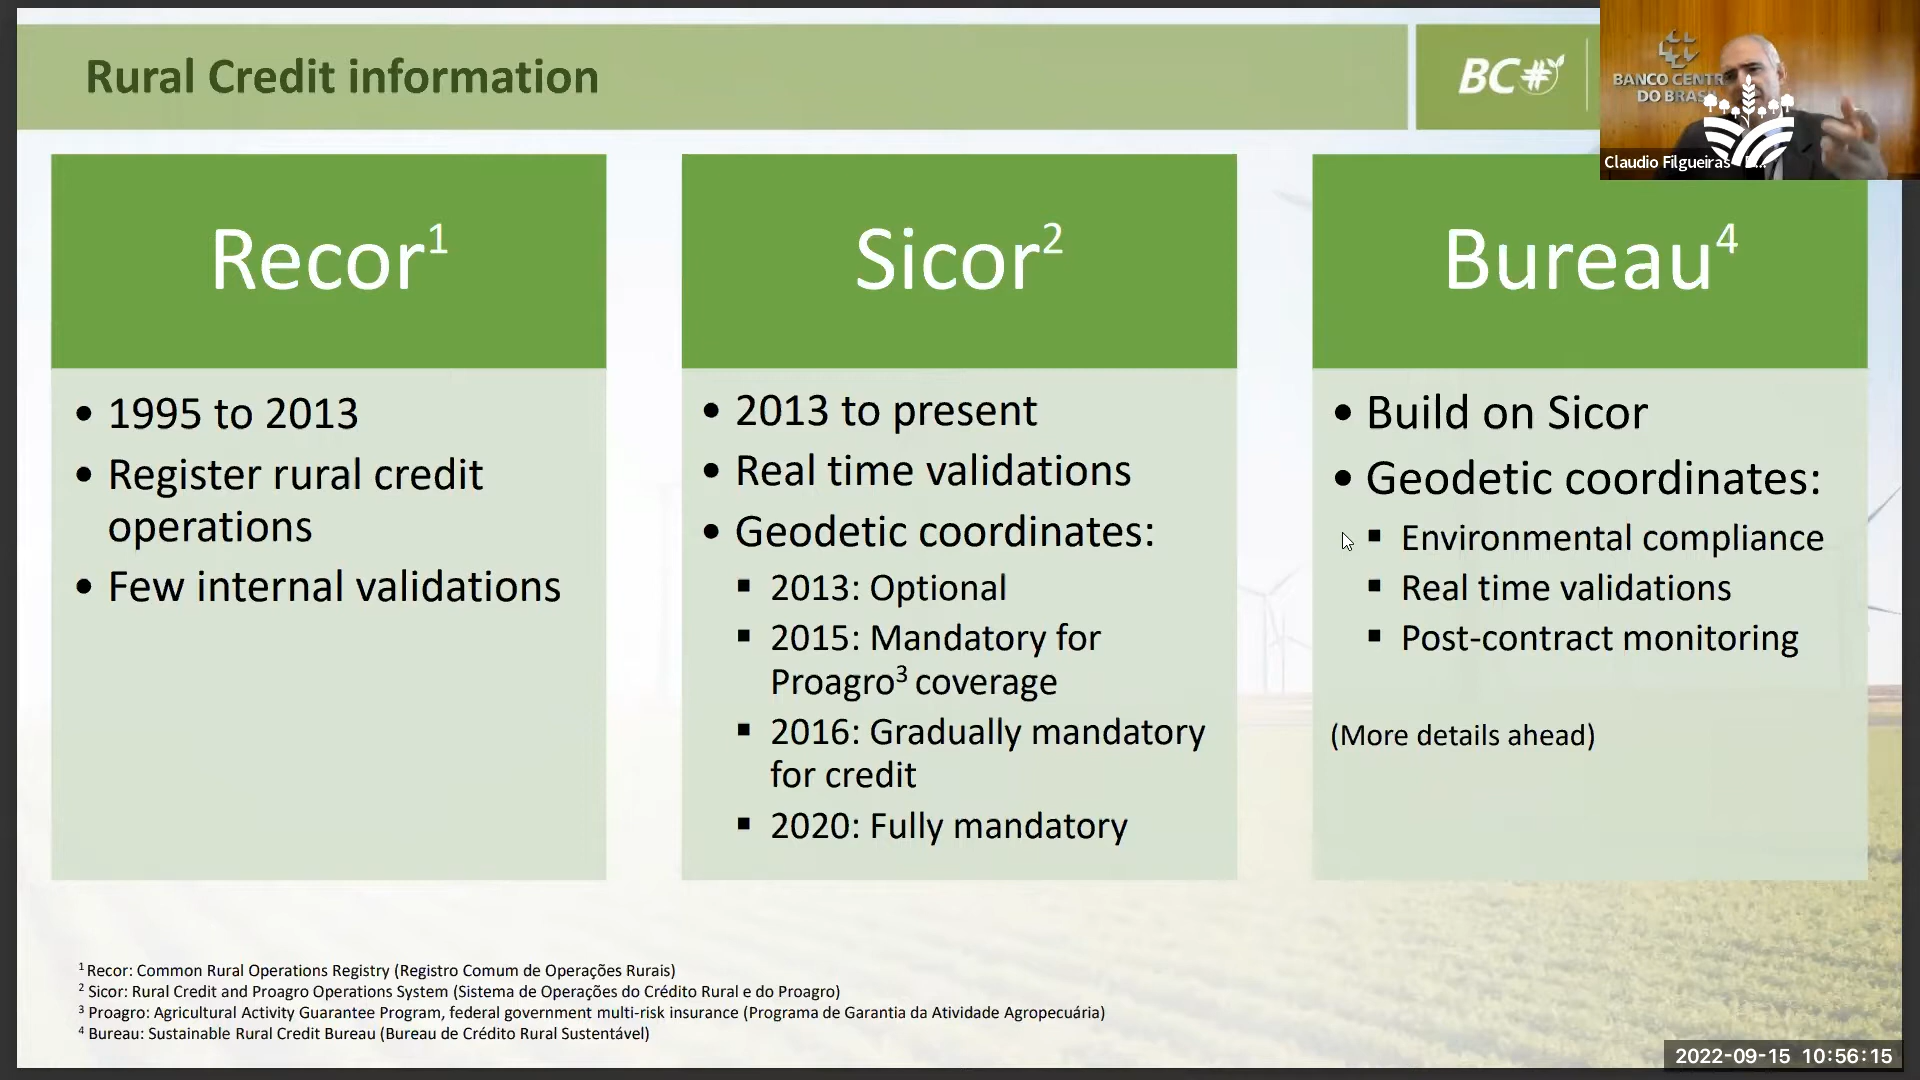 Rural Credit information
BC#
BANCO CENTR
DO BRASI
Claudio Filgueiras
Recor¹
• 1995 to 2013
• Register rural credit
operations
• Few internal validations
Sicor²
• 2013 to present
• Real time validations
• Geodetic coordinates:
▪ 2013: Optional
▪ 2015: Mandatory for
Proagro³ coverage
▪ 2016: Gradually mandatory
for credit
▪ 2020: Fully mandatory
Bureau⁴
• Build on Sicor
• Geodetic coordinates:
▪ Environmental compliance
▪ Real time validations
▪ Post-contract monitoring
(More details ahead)
¹ Recor: Common Rural Operations Registry (Registro Comum de Operações Rurais)
² Sicor: Rural Credit and Proagro Operations System (Sistema de Operações do Crédito Rural e do Proagro)
³ Proagro: Agricultural Activity Guarantee Program, federal government multi-risk insurance (Programa de Garantia da Atividade Agropecuária)
⁴ Bureau: Sustainable Rural Credit Bureau (Bureau de Crédito Rural Sustentável)
2022-09-15 10:56:15